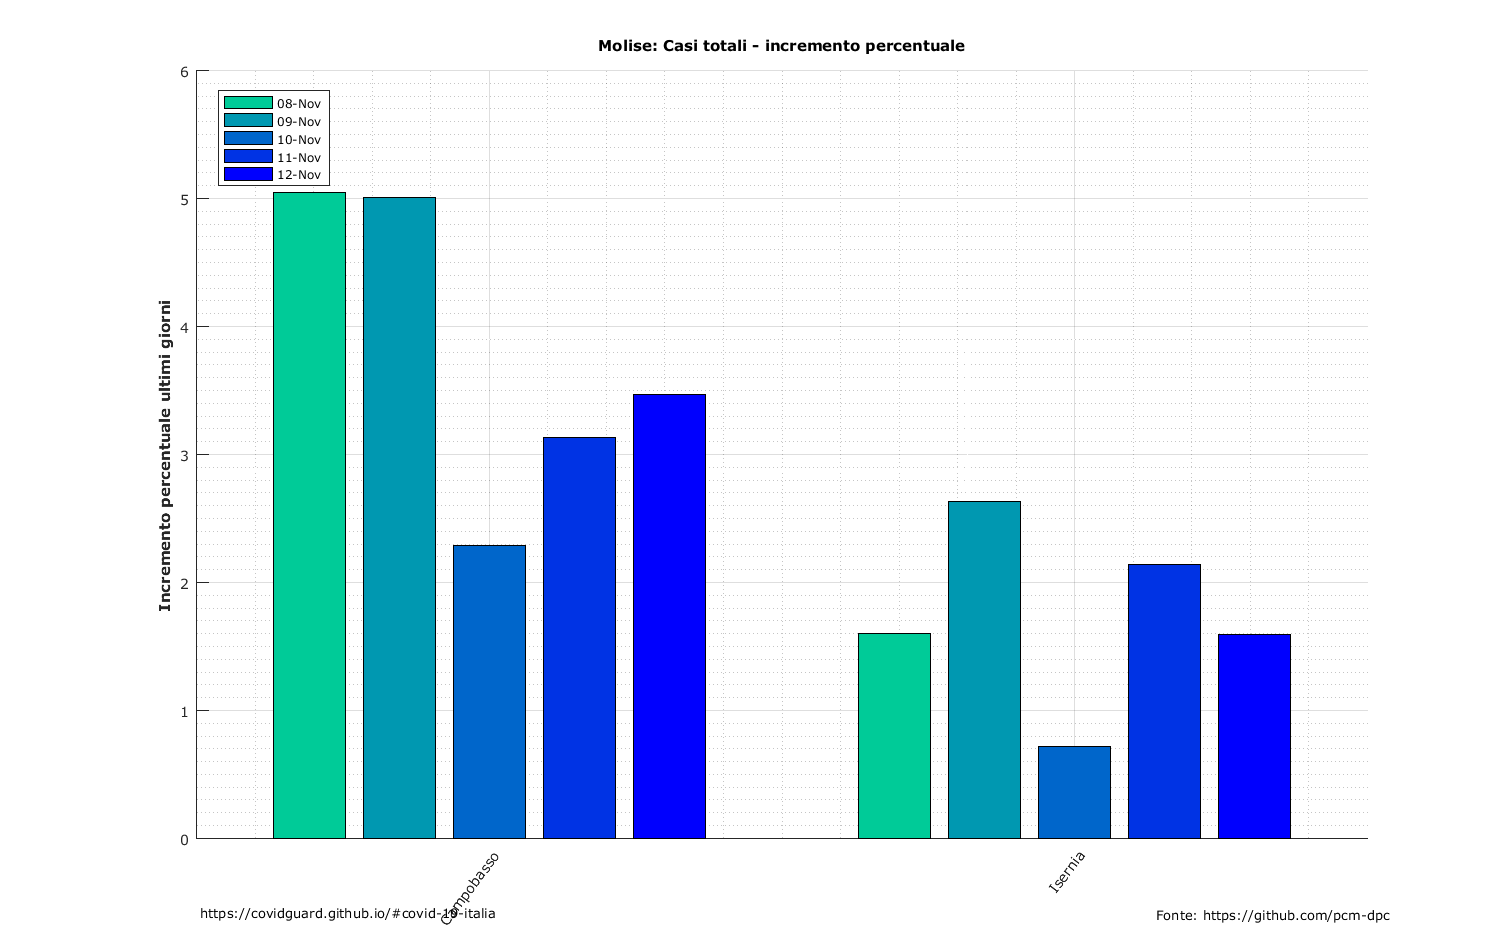 Molise: Casi totali - incremento percentuale
Incremento percentuale ultimi giorni
6
5
4
3
2
1
0
08-Nov
09-Nov
10-Nov
11-Nov
12-Nov
Campobasso
Isernia
https://covidguard.github.io/#covid-19-italia
Fonte: https://github.com/pcm-dpc